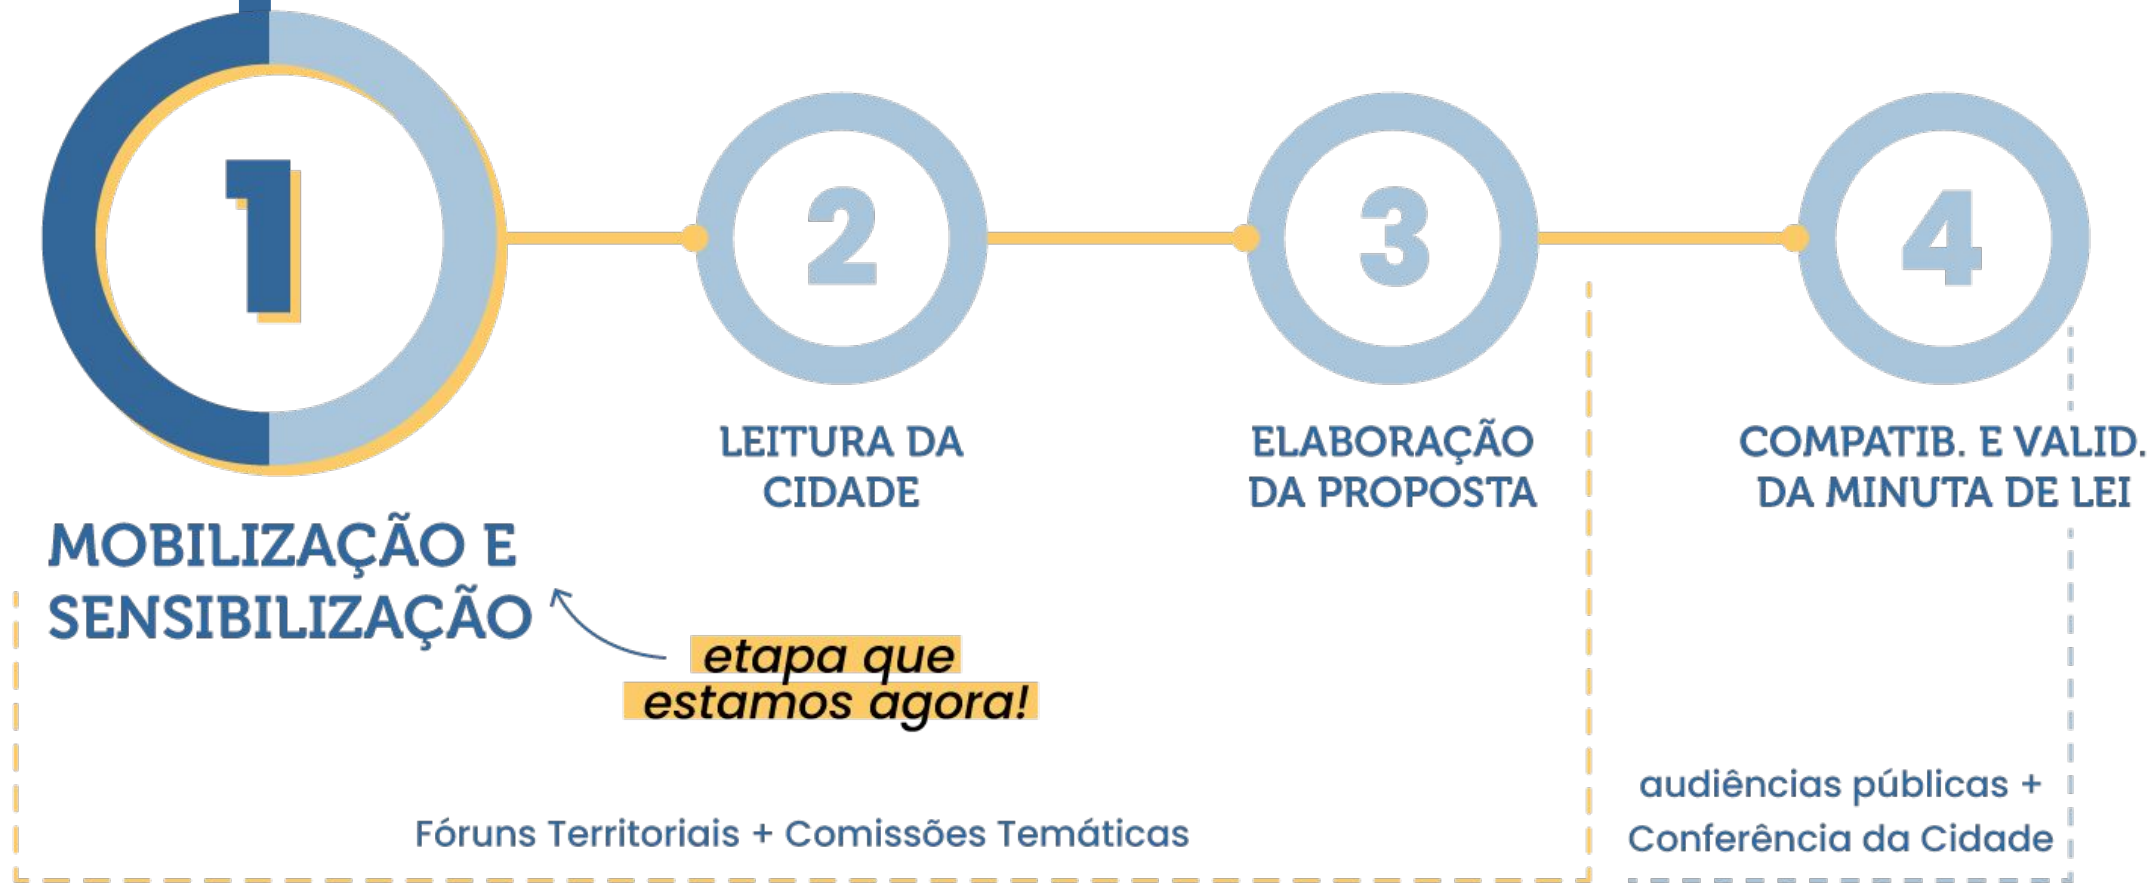 1
2
3
4
LEITURA DA
CIDADE
ELABORAÇÃO
DA PROPOSTA
COMPATIB. E VALID.
DA MINUTA DE LEI
MOBILIZAÇÃO E
SENSIBILIZAÇÃO
etapa que
estamos agora!
Fóruns Territoriais + Comissões Temáticas
audiências públicas +
Conferência da Cidade